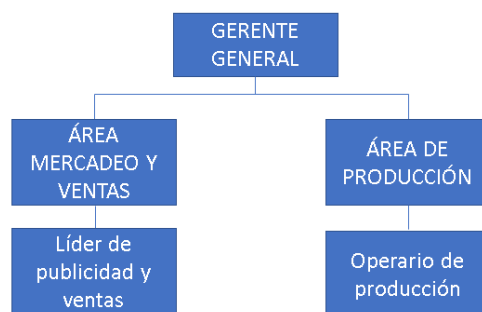 GERENTE
GENERAL
ÁREA
MERCADEO Y
VENTAS
ÁREA DE
PRODUCCIÓN
Líder de
publicidad y
ventas
Operario de
producción